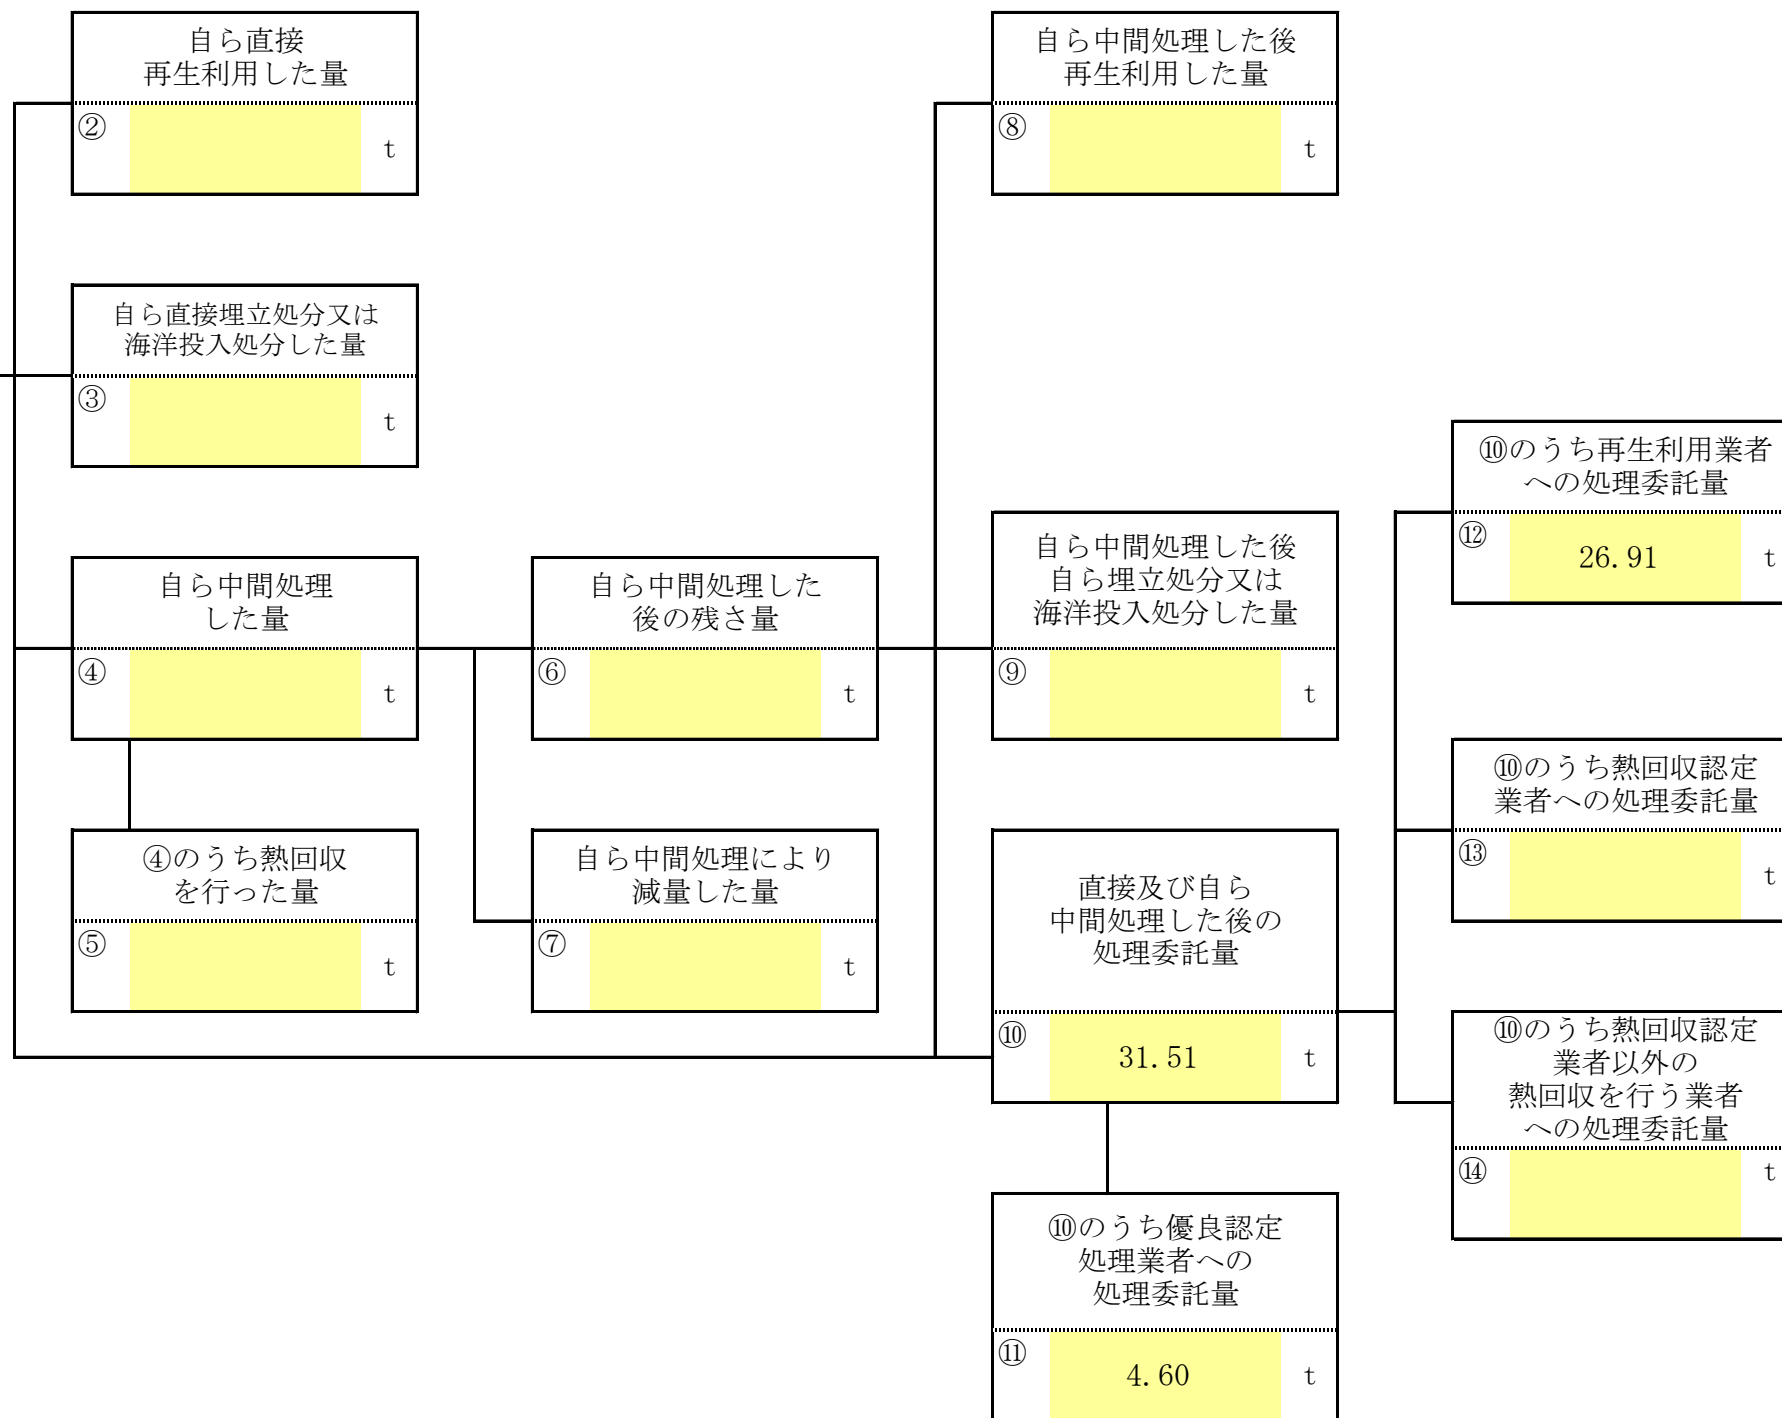 自ら直接
再生利用した量
②
t
自ら直接埋立処分又は
海洋投入処分した量
③
t
自ら中間処理
した量
④
t
④のうち熱回収
を行った量
⑤
t
自ら中間処理した
後の残さ量
⑥
t
自ら中間処理により
減量した量
⑦
t
自ら中間処理した後
再生利用した量
⑧
t
自ら中間処理した後
自ら埋立処分又は
海洋投入処分した量
⑨
t
直接及び自ら
中間処理した後の
処理委託量
⑩ 31.51 t
⑩のうち優良認定
処理業者への
処理委託量
⑪ 4.60 t
⑩のうち再生利用業者
への処理委託量
⑫ 26.91 t
⑩のうち熱回収認定
業者への処理委託量
⑬
t
⑩のうち熱回収認定
業者以外の
熱回収を行う業者
への処理委託量
⑭
t